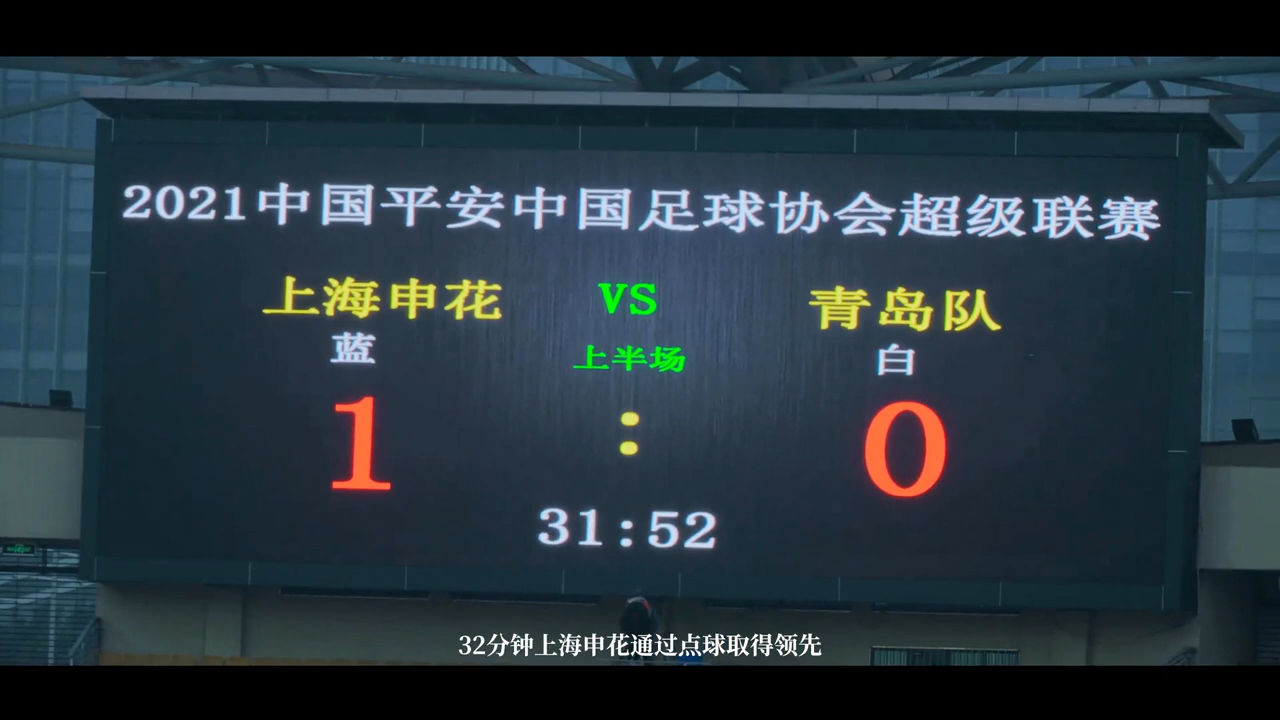 2021中国平安中国足球协会超级联赛
上海申花 VS 青岛队
蓝 上半场 白
1 : 0
31:52
32分钟上海申花通过点球取得领先